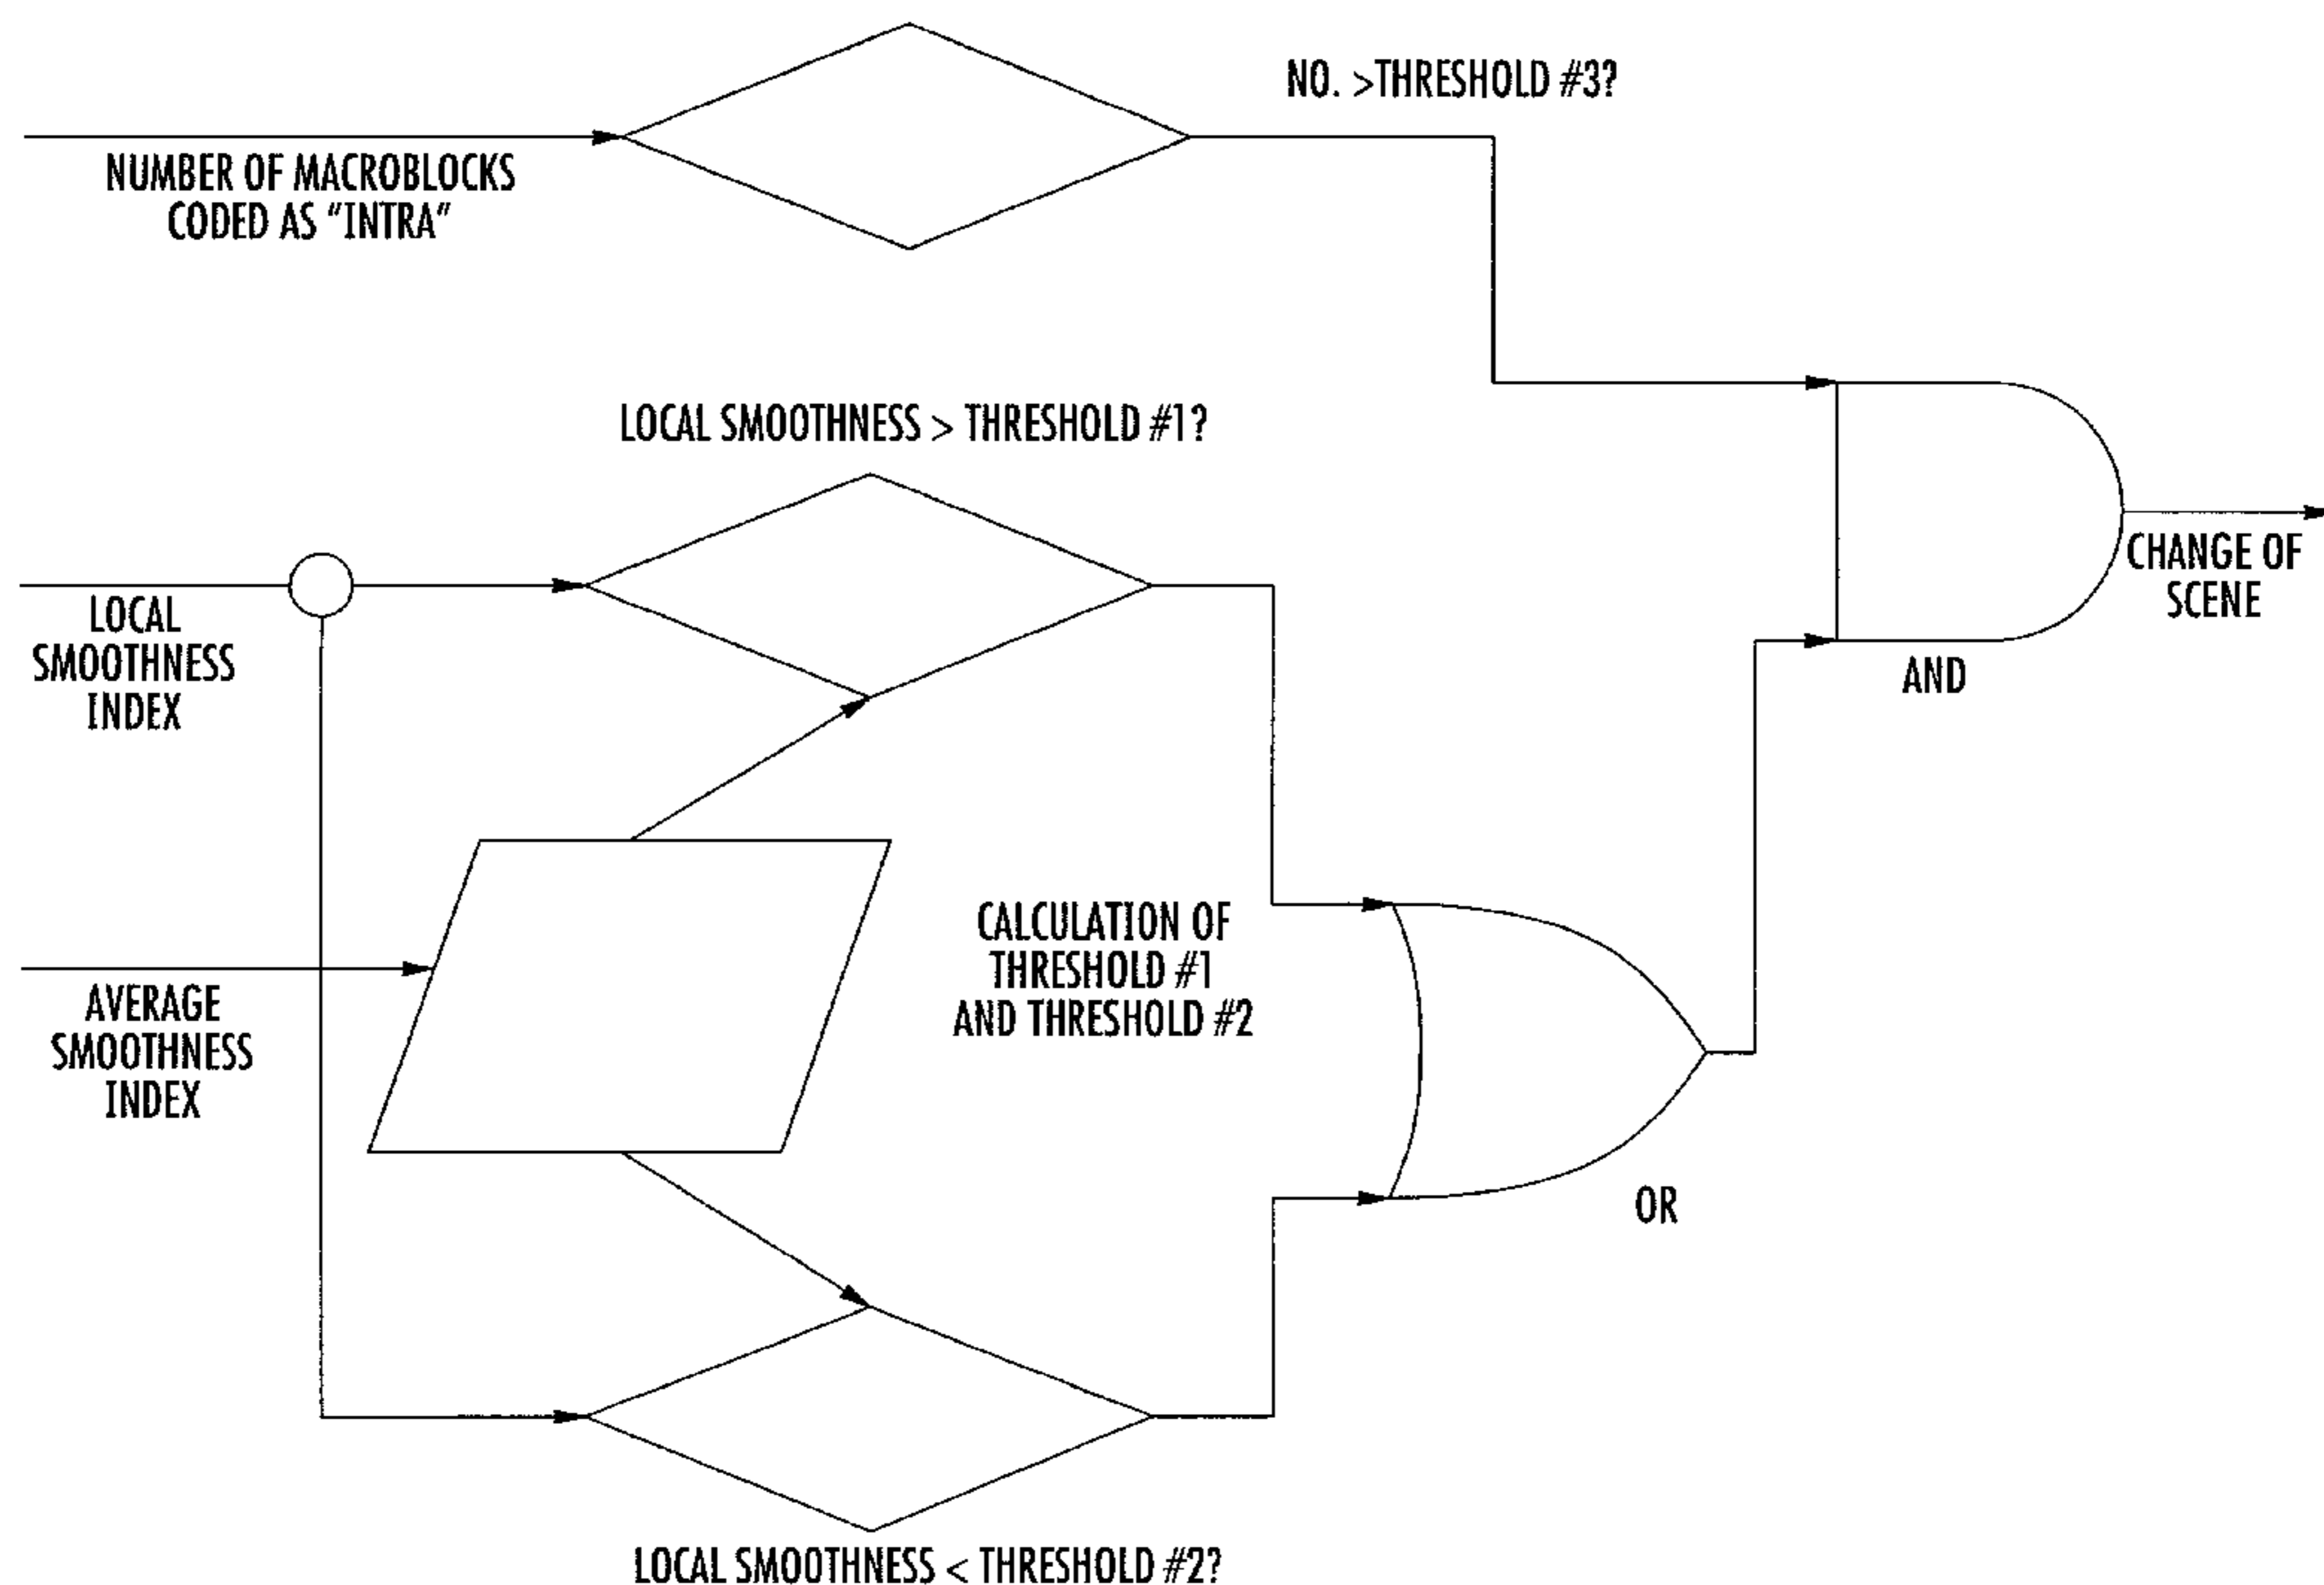 NO. >THRESHOLD #3?
NUMBER OF MACROBLOCKS
CODED AS "INTRA"
LOCAL SMOOTHNESS > THRESHOLD #1?
LOCAL
SMOOTHNESS
INDEX
CHANGE OF
SCENE
AND
CALCULATION OF
THRESHOLD #1
AND THRESHOLD #2
AVERAGE
SMOOTHNESS
INDEX
OR
LOCAL SMOOTHNESS < THRESHOLD #2?